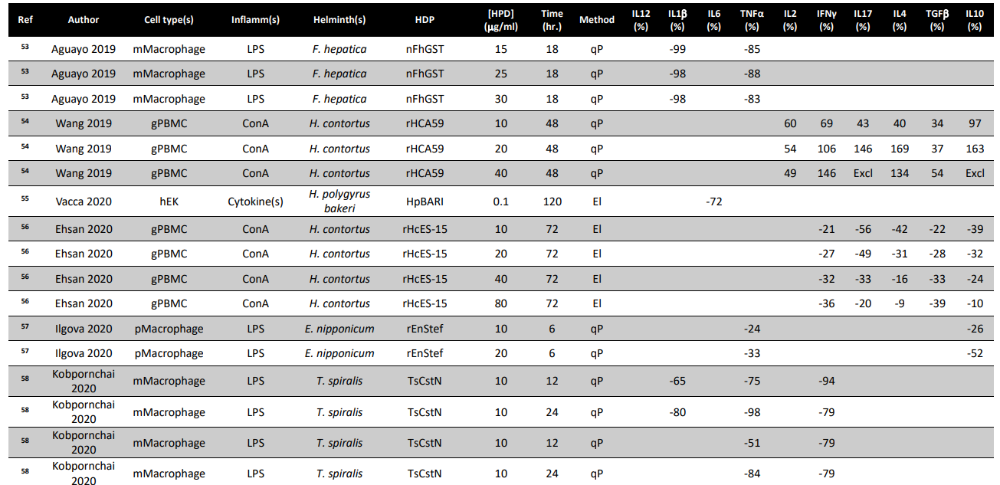 Ref Author Cell type(s) Inflamm(s) Helminth(s) HDP [HPD] (µg/ml) Time (hr.) Method IL12 (%) IL1β (%) IL6 (%) TNFα (%) IL2 (%) IFNγ (%) IL17 (%) IL4 (%) TGFβ (%) IL10 (%)
53 Aguayo 2019 mMacrophage LPS F. hepatica nFhGST 15 18 qP -99 -85
53 Aguayo 2019 mMacrophage LPS F. hepatica nFhGST 25 18 qP -98 -88
53 Aguayo 2019 mMacrophage LPS F. hepatica nFhGST 30 18 qP -98 -83
54 Wang 2019 gPBMC ConA H. contortus rHCA59 10 48 qP 60 69 43 40 34 97
54 Wang 2019 gPBMC ConA H. contortus rHCA59 20 48 qP 54 106 146 169 37 163
54 Wang 2019 gPBMC ConA H. contortus rHCA59 40 48 qP 49 146 Excl 134 54 Excl
55 Vacca 2020 hEK Cytokine(s) H. polygyrus bakeri HpBARI 0.1 120 El -72
56 Ehsan 2020 gPBMC ConA H. contortus rHcES-15 10 72 El -21 -56 -42 -22 -39
56 Ehsan 2020 gPBMC ConA H. contortus rHcES-15 20 72 El -27 -49 -31 -28 -32
56 Ehsan 2020 gPBMC ConA H. contortus rHcES-15 40 72 El -32 -33 -16 -33 -24
56 Ehsan 2020 gPBMC ConA H. contortus rHcES-15 80 72 El -36 -20 -9 -39 -10
57 Ilgova 2020 pMacrophage LPS E. nipponicum rEnStef 10 6 qP -24 -26
57 Ilgova 2020 pMacrophage LPS E. nipponicum rEnStef 20 6 qP -33 -52
58 Kobpornchai 2020 mMacrophage LPS T. spiralis TsCstN 10 12 qP -65 -75 -94
58 Kobpornchai 2020 mMacrophage LPS T. spiralis TsCstN 10 24 qP -80 -98 -79
58 Kobpornchai 2020 mMacrophage LPS T. spiralis TsCstN 10 12 qP -51 -79
58 Kobpornchai 2020 mMacrophage LPS T. spiralis TsCstN 10 24 qP -84 -79